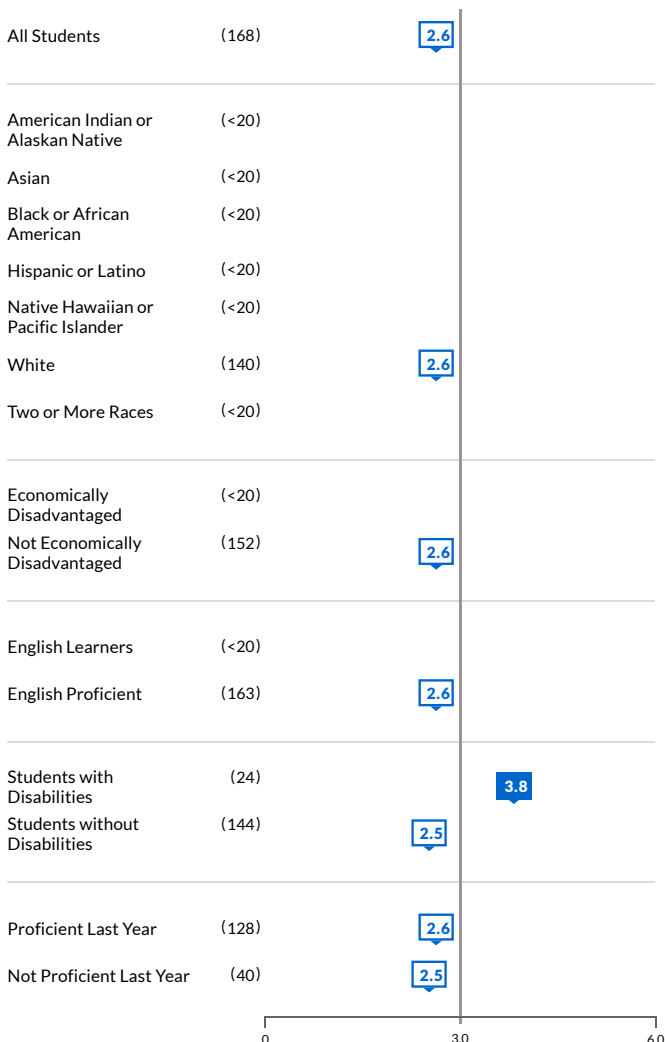 All Students (168) 2.6
American Indian or
Alaskan Native (<20)
Asian (<20)
Black or African
American (<20)
Hispanic or Latino (<20)
Native Hawaiian or
Pacific Islander (<20)
White (140) 2.6
Two or More Races (<20)
Economically
Disadvantaged (<20)
Not Economically
Disadvantaged (152) 2.6
English Learners (<20)
English Proficient (163) 2.6
Students with
Disabilities (24) 3.8
Students without
Disabilities (144) 2.5
Proficient Last Year (128) 2.6
Not Proficient Last Year (40) 2.5
0 3.0 6.0